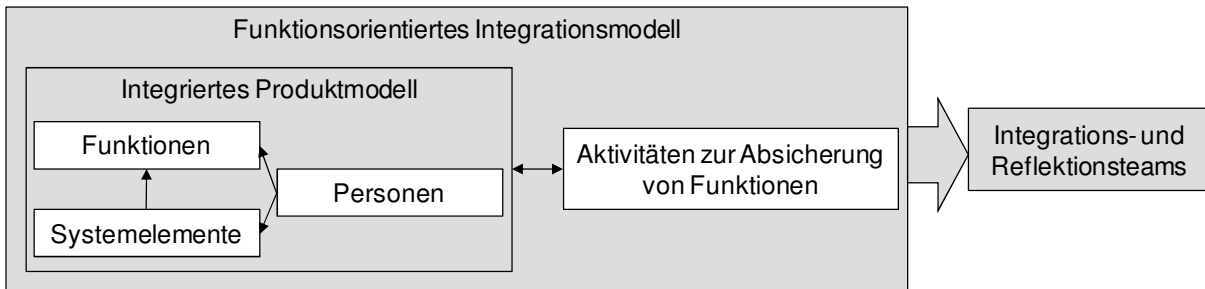 Funktionsorientiertes Integrationsmodell
Integriertes Produktmodell
Funktionen
Personen
Systemelemente
Aktivitäten zur Absicherung
von Funktionen
Integrations- und
Reflektionsteams